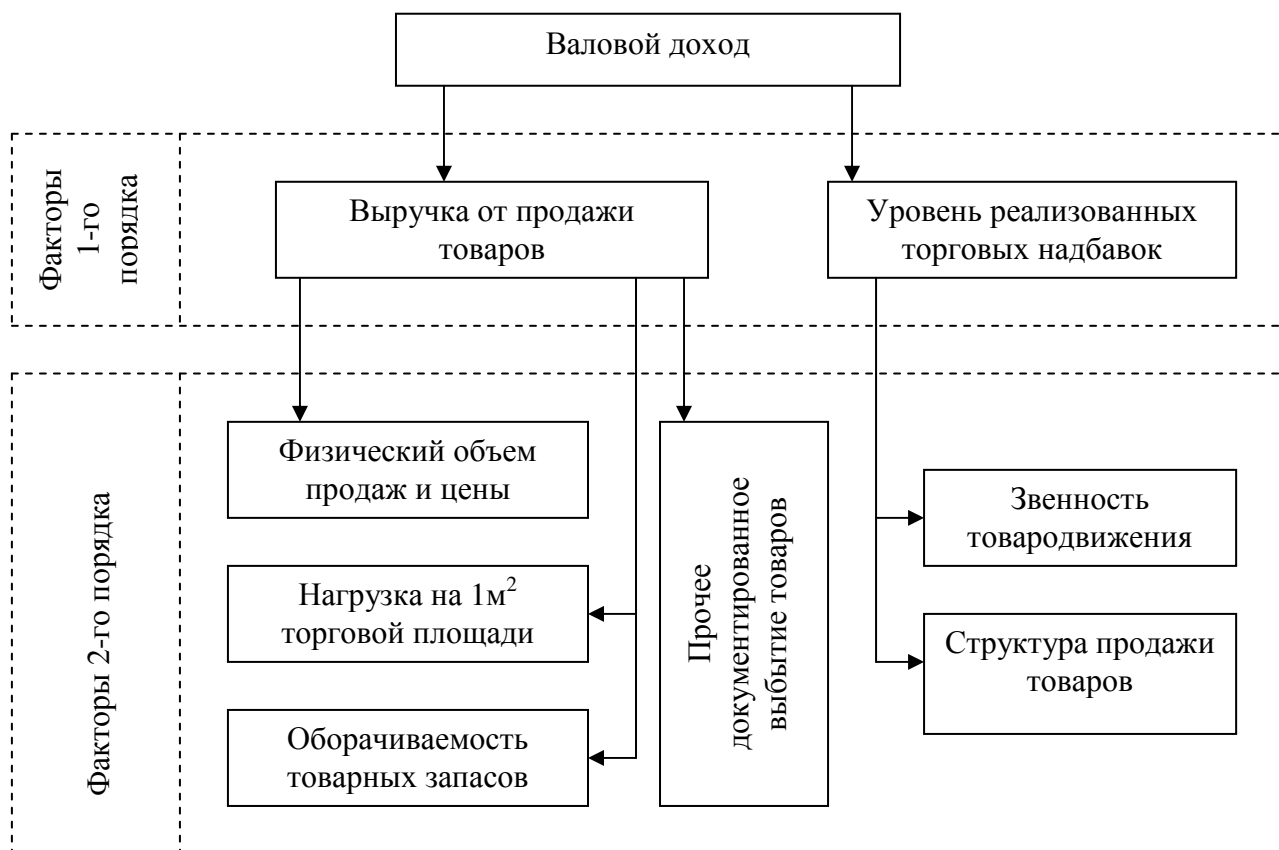 Валовой доход
Факторы
1-го
порядка
Выручка от продажи
товаров
Уровень реализованных
торговых надбавок
Факторы 2-го порядка
Физический объем
продаж и цены
Нагрузка на 1м²
торговой площади
Оборачиваемость
товарных запасов
Прочее
документированное
выбытие товаров
Звенность
товародвижения
Структура продажи
товаров